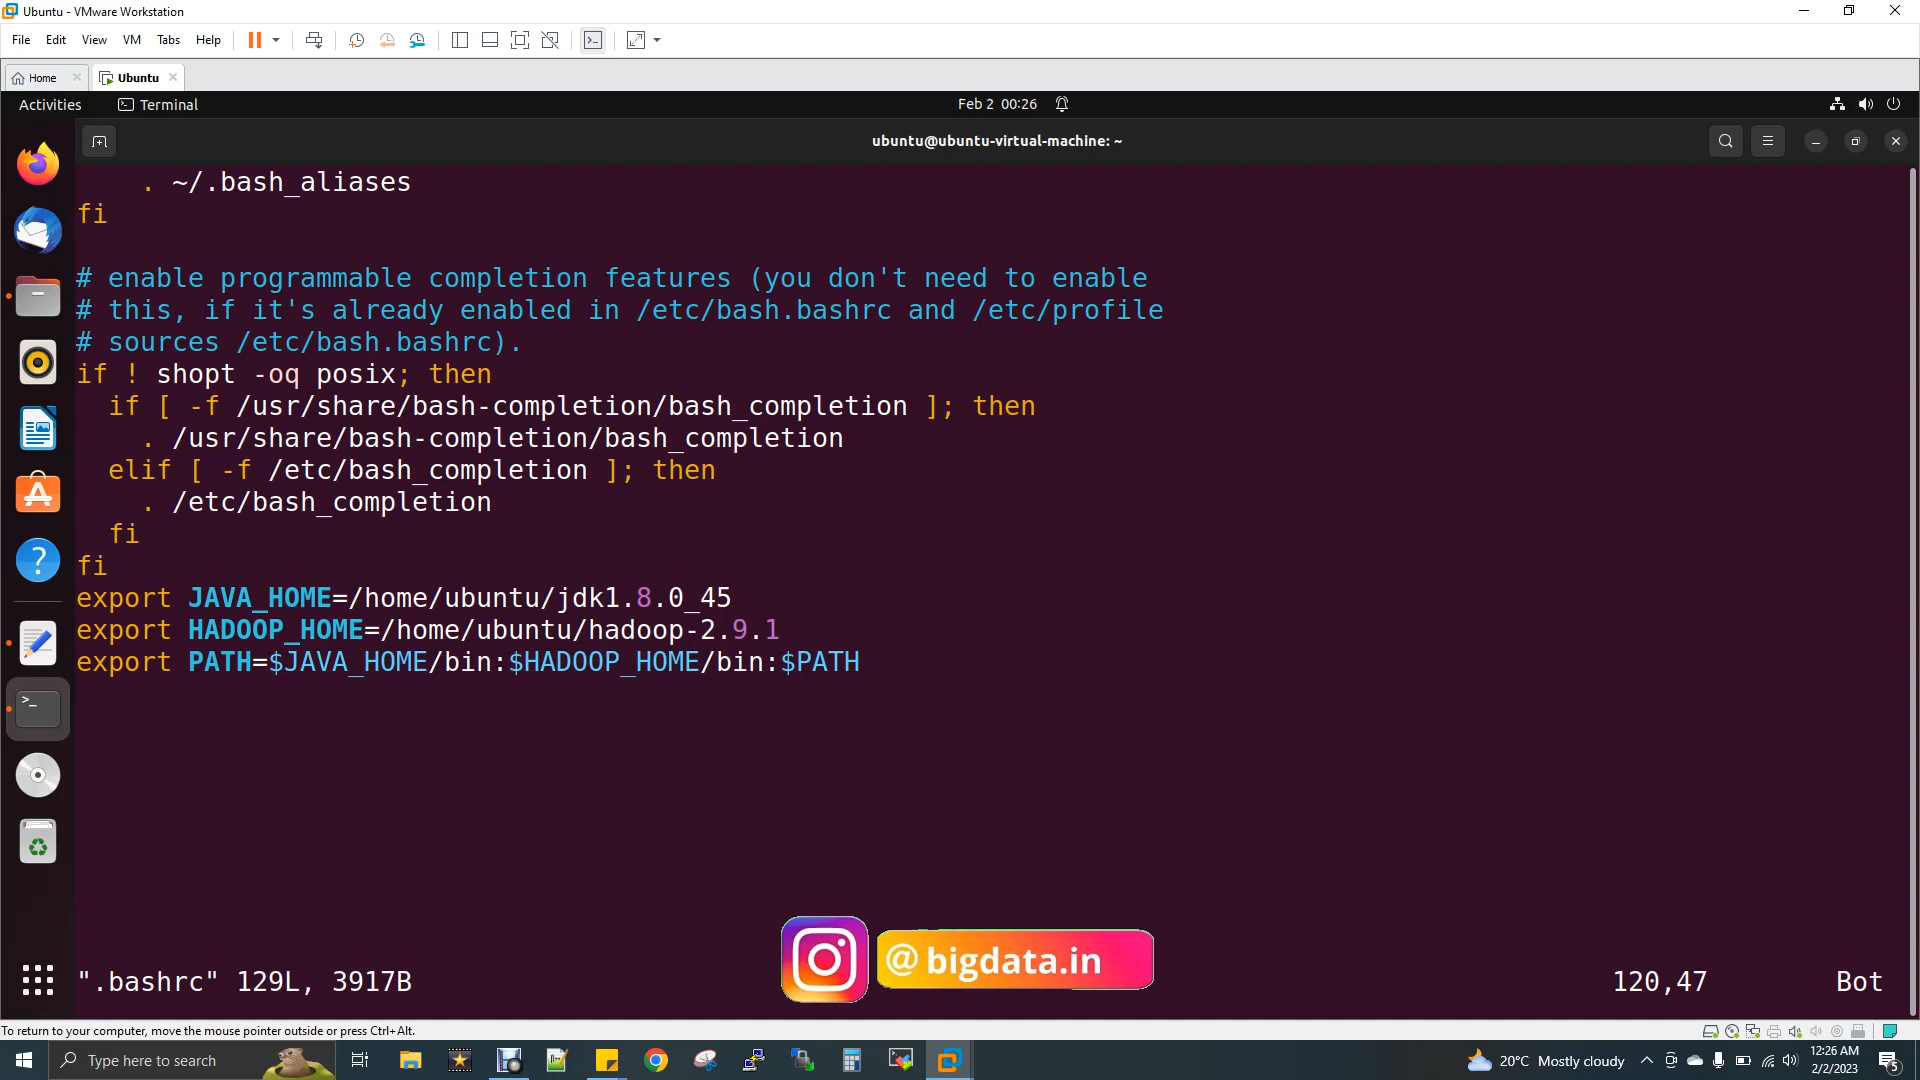 Ubuntu - VMware Workstation
File Edit View VM Tabs Help
Home Ubuntu
Activities Terminal Feb 2 00:26
ubuntu@ubuntu-virtual-machine: ~
. ~/.bash_aliases
fi
# enable programmable completion features (you don't need to enable
# this, if it's already enabled in /etc/bash.bashrc and /etc/profile
# sources /etc/bash.bashrc).
if ! shopt -oq posix; then
if [ -f /usr/share/bash-completion/bash_completion ]; then
. /usr/share/bash-completion/bash_completion
elif [ -f /etc/bash_completion ]; then
. /etc/bash_completion
fi
fi
export JAVA_HOME=/home/ubuntu/jdk1.8.0_45
export HADOOP_HOME=/home/ubuntu/hadoop-2.9.1
export PATH=$JAVA_HOME/bin:$HADOOP_HOME/bin:$PATH
@ bigdata.in
".bashrc" 129L, 3917B 120,47 Bot
To return to your computer, move the mouse pointer outside or press Ctrl+Alt.
Type here to search 20°C Mostly cloudy 12:26 AM
2/2/2023 5